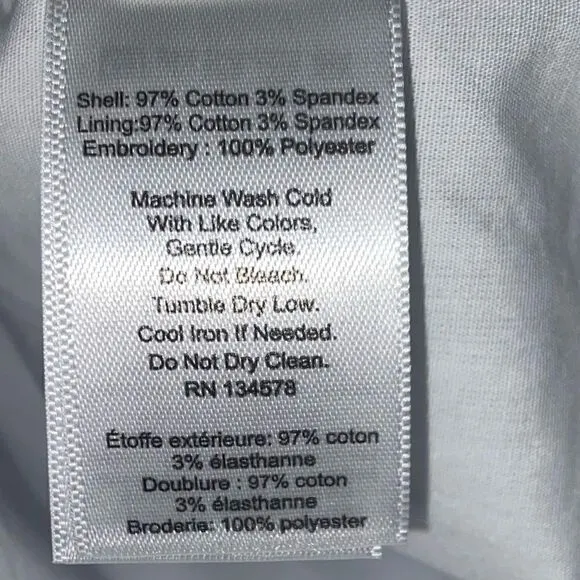 Shell: 97% Cotton 3% Spandex
Lining:97% Cotton 3% Spandex
Embroidery : 100% Polyester
Machine Wash Cold
With Like Colors,
Gentle Cycle.
Do Not Bleach.
Tumble Dry Low.
Cool Iron If Needed.
Do Not Dry Clean.
RN 134578
Étoffe extérieure: 97% coton
3% élasthanne
Doublure : 97% coton
3% élasthanne
Broderie: 100% polyester